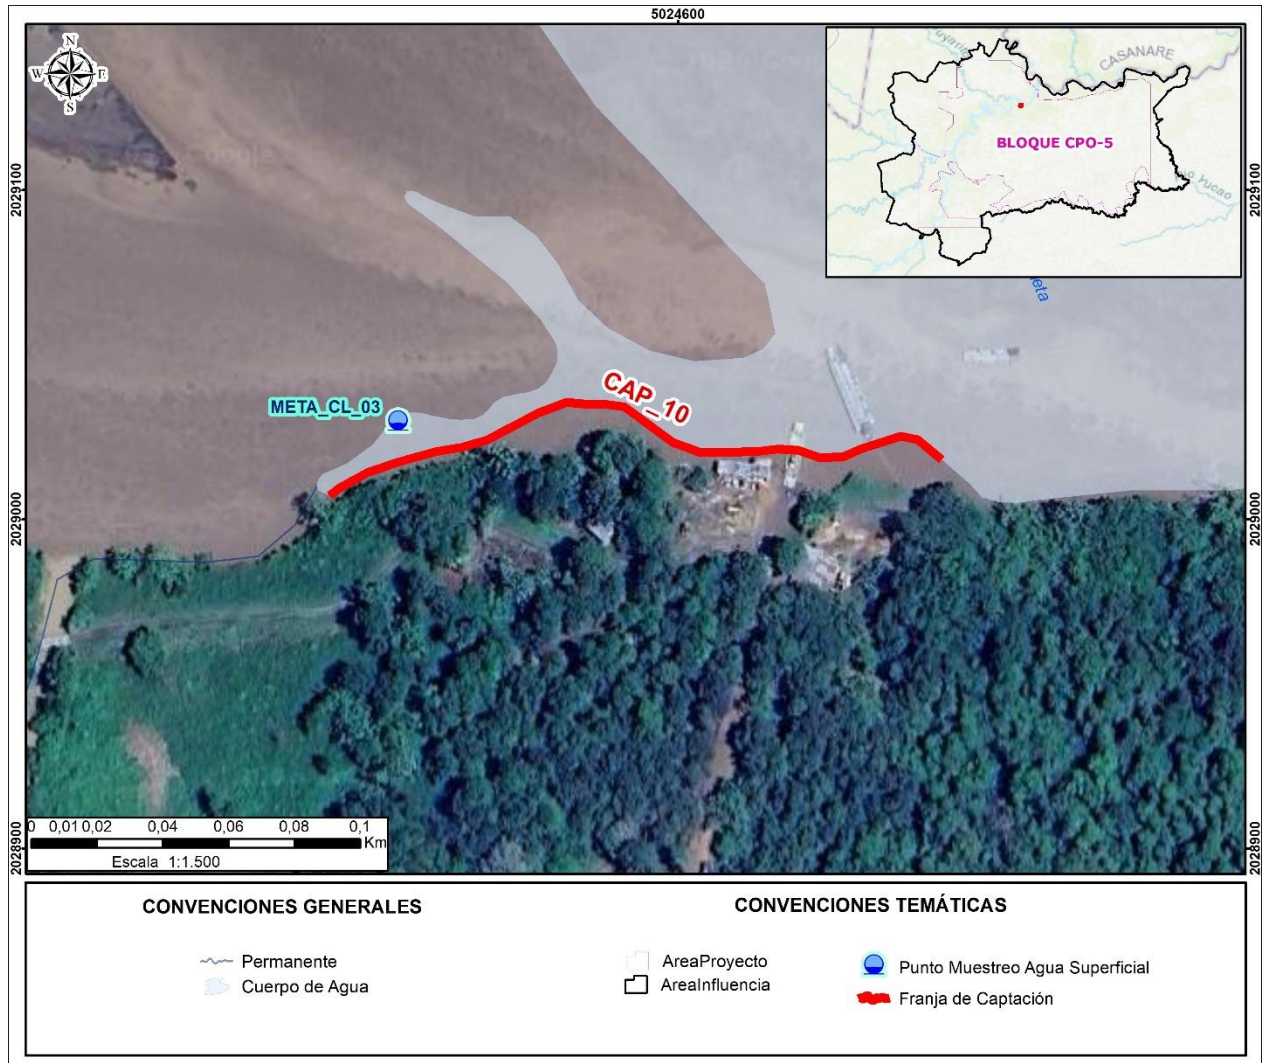 5024600
N
W E
S
CASANARE
BLOQUE CPO-5
Yucao
2029100
2029100
eta
CAP_10
META_CL_03
2029000
2029000
0 0,01 0,02 0,04 0,06 0,08 0,1
Km
Escala 1:1.500
2028900
2028900
CONVENCIONES GENERALES
Permanente
Cuerpo de Agua
CONVENCIONES TEMÁTICAS
AreaProyecto
AreaInfluencia
Punto Muestreo Agua Superficial
Franja de Captación